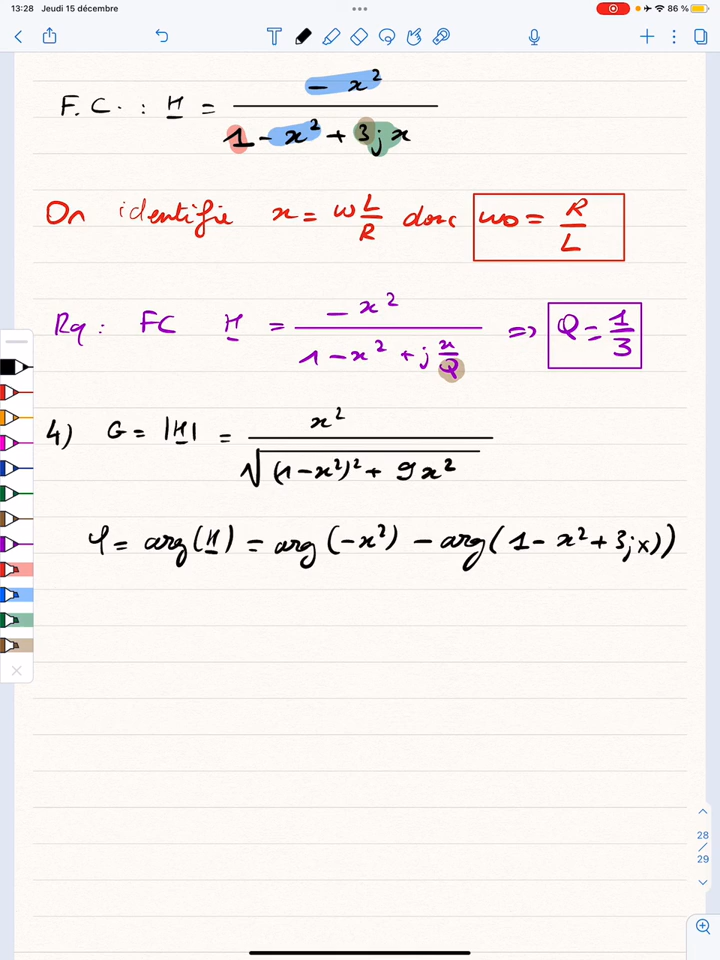 13:28 Jeudi 15 décembre
86 %
F.C. : H = -x² / (1 - x² + 3jx)
On identifie x = ω L/R donc ω0 = R/L
Rq : FC H = -x² / (1 - x² + j x/Q) => Q = 1/3
4) G = |H| = x² / √((1-x²)² + 9x²)
φ = arg(H) = arg(-x²) - arg(1 - x² + 3jx))
28
/
29